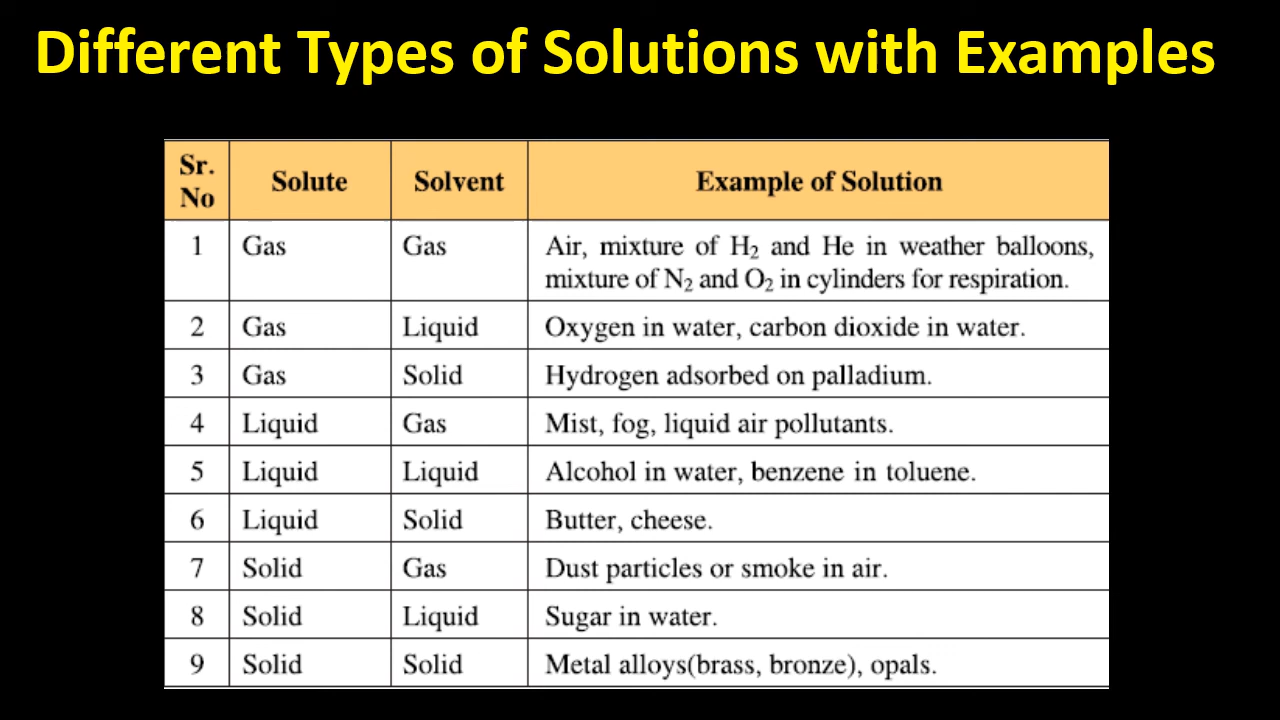 Different Types of Solutions with Examples
Sr. No Solute Solvent Example of Solution
1 Gas Gas Air, mixture of H₂ and He in weather balloons,
mixture of N₂ and O₂ in cylinders for respiration.
2 Gas Liquid Oxygen in water, carbon dioxide in water.
3 Gas Solid Hydrogen adsorbed on palladium.
4 Liquid Gas Mist, fog, liquid air pollutants.
5 Liquid Liquid Alcohol in water, benzene in toluene.
6 Liquid Solid Butter, cheese.
7 Solid Gas Dust particles or smoke in air.
8 Solid Liquid Sugar in water.
9 Solid Solid Metal alloys(brass, bronze), opals.